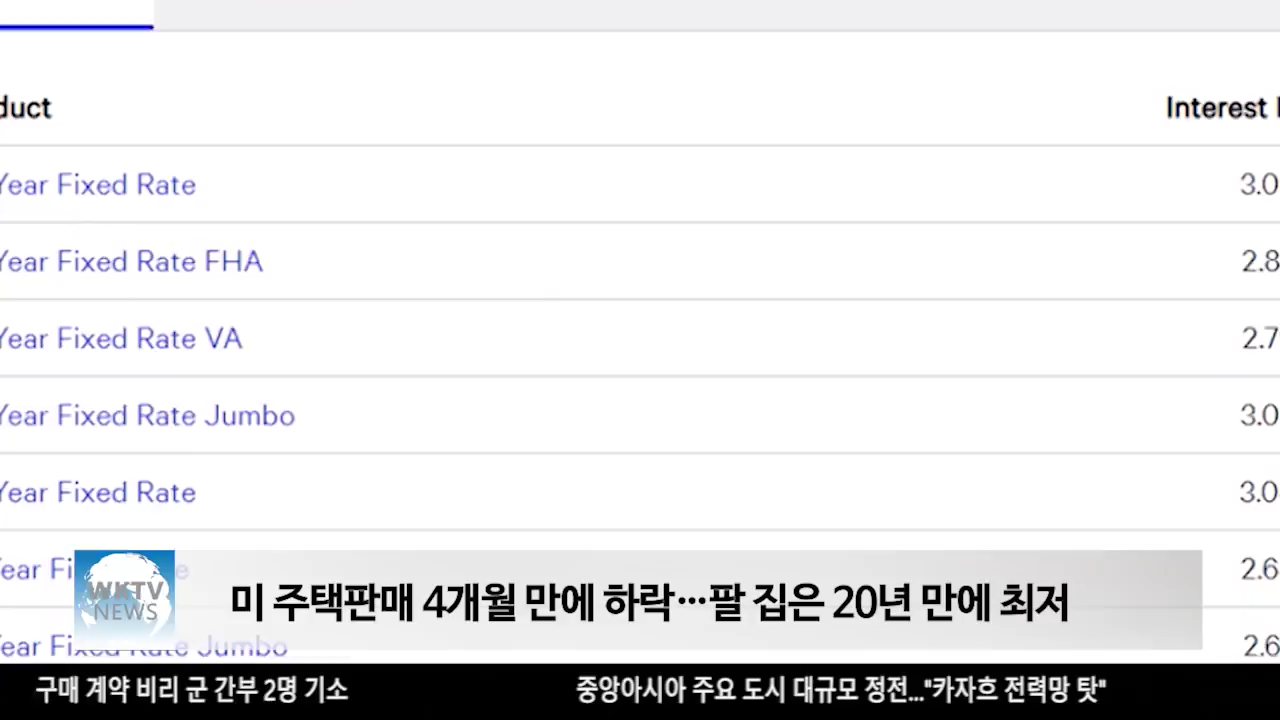 duct
Interest
Year Fixed Rate
3.0
Year Fixed Rate FHA
2.8
Year Fixed Rate VA
2.7
Year Fixed Rate Jumbo
3.0
Year Fixed Rate
3.0
2.6
WKTV
NEWS
미 주택판매 4개월 만에 하락…팔 집은 20년 만에 최저
ear Fixed Rate Jumbo
2.6
구매 계약 비리 군 간부 2명 기소
중앙아시아 주요 도시 대규모 정전..."카자흐 전력망 탓"